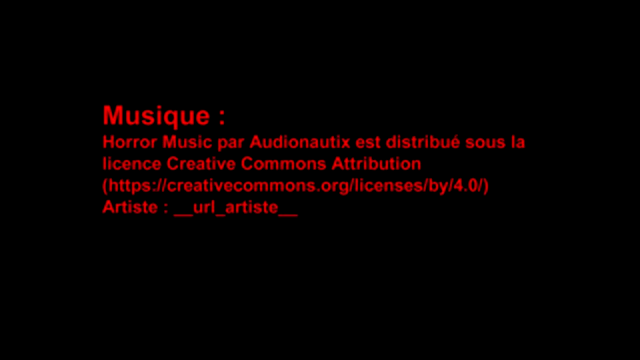 Musique :
Horror Music par Audionautix est distribué sous la
licence Creative Commons Attribution
(https://creativecommons.org/licenses/by/4.0/)
Artiste : __url_artiste__